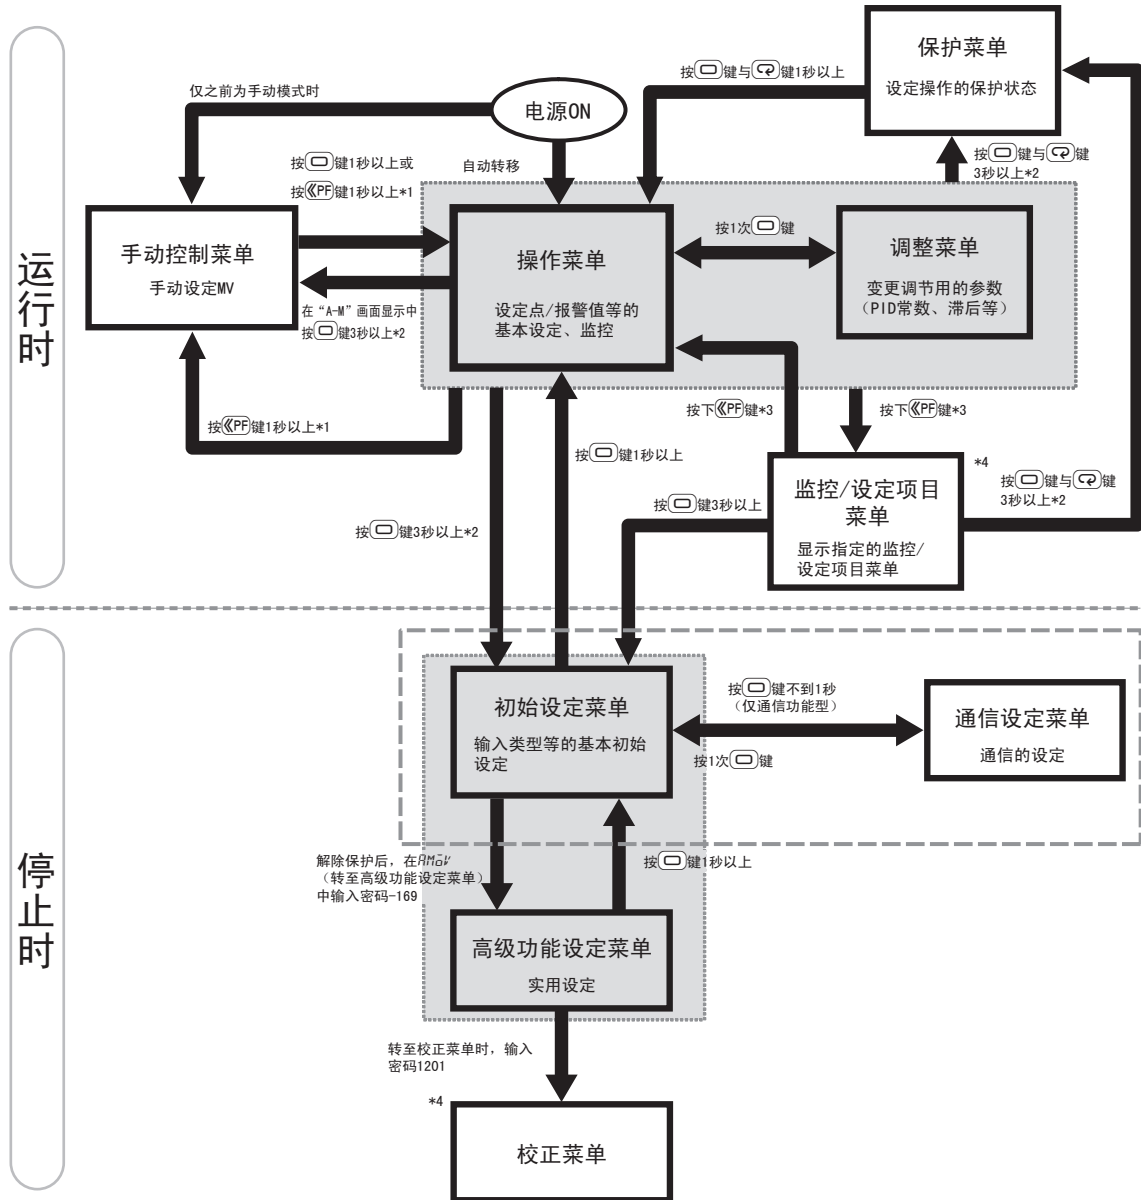 运行时
仅之前为手动模式时
电源ON
自动转移
按键与键1秒以上
保护菜单
设定操作的保护状态
按键与键
3秒以上*2
按键1秒以上或
按《PF键1秒以上*1
手动控制菜单
手动设定MV
在“A-M”画面显示中
按键3秒以上*2
操作菜单
设定点/报警值等的
基本设定、监控
按1次键
调整菜单
变更调节用的参数
（PID常数、滞后等）
按《PF键1秒以上*1
按下《PF键*3
按下《PF键*3
按键1秒以上
按键3秒以上*2
按键3秒以上
*4
监控/设定项目
菜单
显示指定的监控/
设定项目菜单
按键与键
3秒以上*2
停止时
初始设定菜单
输入类型等的基本初始
设定
按键不到1秒
（仅通信功能型）
按1次键
通信设定菜单
通信的设定
解除保护后，在
（转至高级功能设定菜单）
中输入密码-169
按键1秒以上
高级功能设定菜单
实用设定
转至校正菜单时，输入
密码1201
*4
校正菜单